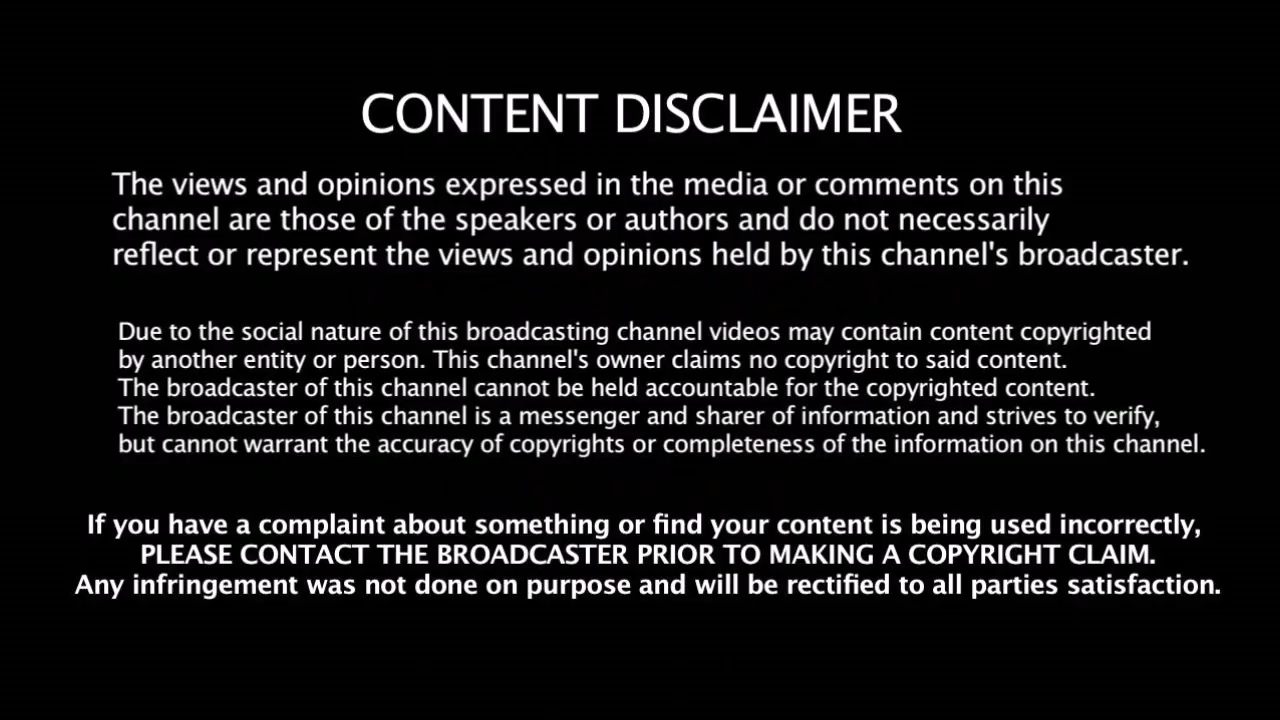 CONTENT DISCLAIMER
The views and opinions expressed in the media or comments on this
channel are those of the speakers or authors and do not necessarily
reflect or represent the views and opinions held by this channel's broadcaster.
Due to the social nature of this broadcasting channel videos may contain content copyrighted
by another entity or person. This channel's owner claims no copyright to said content.
The broadcaster of this channel cannot be held accountable for the copyrighted content.
The broadcaster of this channel is a messenger and sharer of information and strives to verify,
but cannot warrant the accuracy of copyrights or completeness of the information on this channel.
If you have a complaint about something or find your content is being used incorrectly,
PLEASE CONTACT THE BROADCASTER PRIOR TO MAKING A COPYRIGHT CLAIM.
Any infringement was not done on purpose and will be rectified to all parties satisfaction.